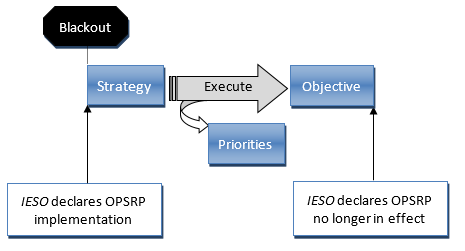 Blackout
Strategy
Execute
Objective
Priorities
IESO declares OPSRP
implementation
IESO declares OPSRP
no longer in effect